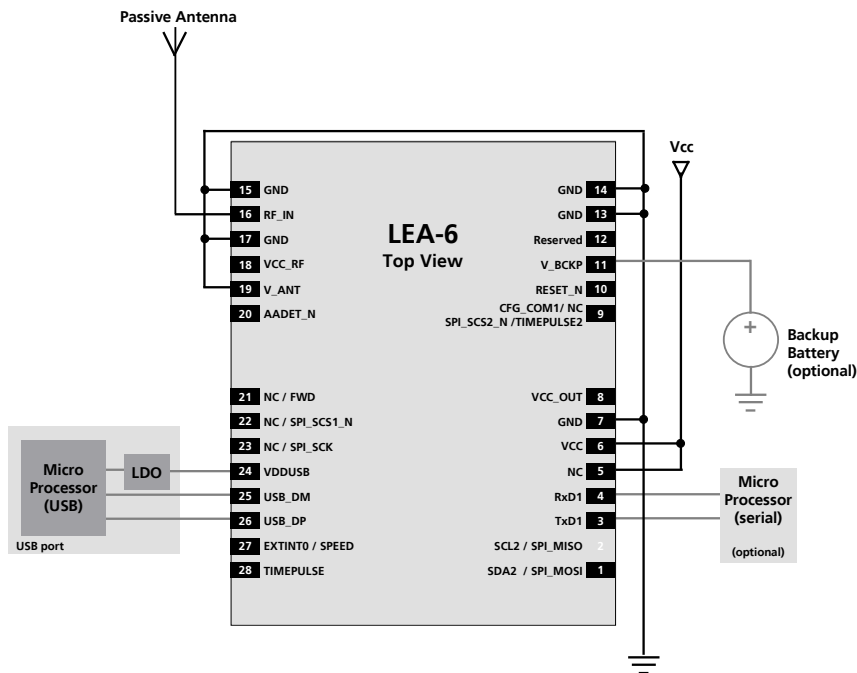 Passive Antenna
Vcc
LEA-6
Top View
15 GND
16 RF_IN
17 GND
18 VCC_RF
19 V_ANT
20 AADET_N
21 NC / FWD
22 NC / SPI_SCS1_N
23 NC / SPI_SCK
24 VDDUSB
25 USB_DM
26 USB_DP
27 EXTINT0 / SPEED
28 TIMEPULSE
GND 14
GND 13
Reserved 12
V_BCKP 11
RESET_N 10
CFG_COM1/ NC
SPI_SCS2_N /TIMEPULSE2 9
VCC_OUT 8
GND 7
VCC 6
NC 5
RxD1 4
TxD1 3
SCL2 / SPI_MISO 2
SDA2 / SPI_MOSI 1
+
Backup
Battery
(optional)
Micro
Processor
(USB)
LDO
USB port
Micro
Processor
(serial)
(optional)